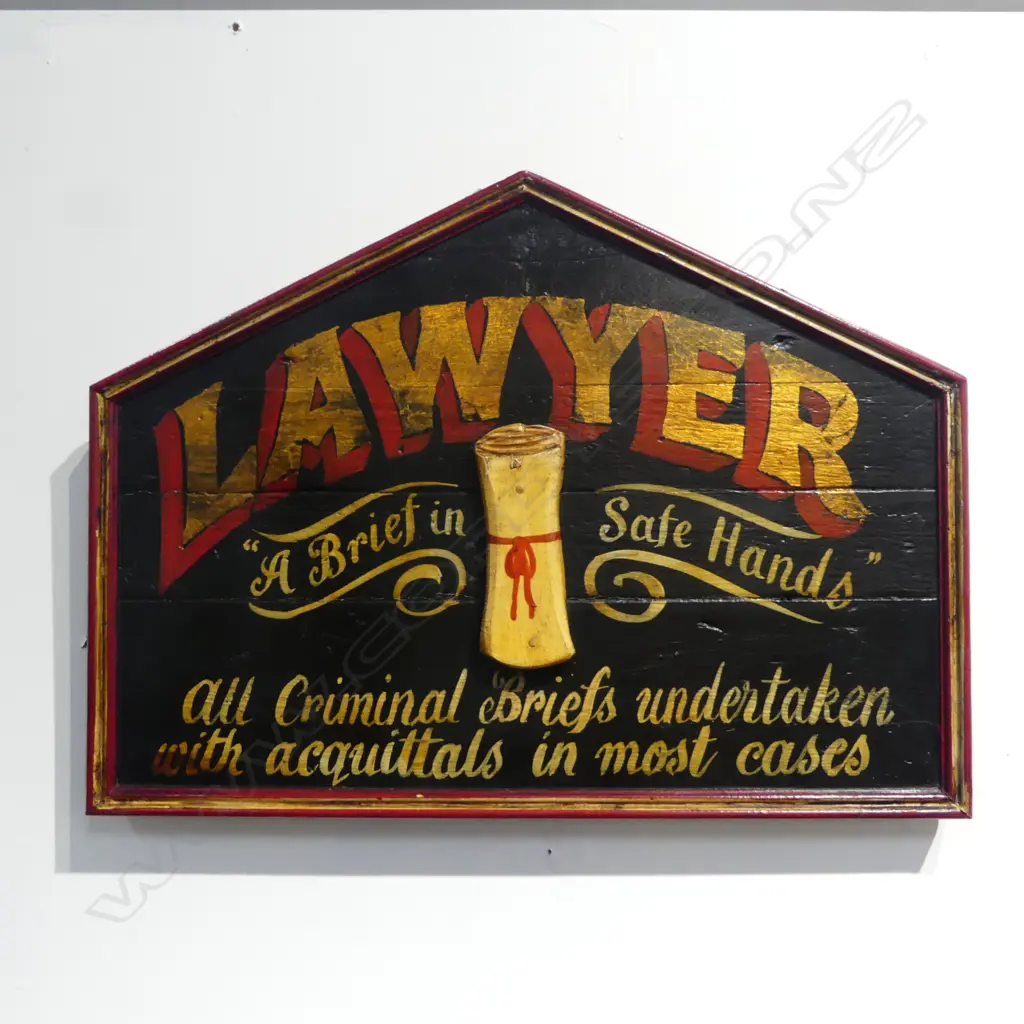 LAWYER
"A Brief in Safe Hands"
All Criminal Briefs undertaken
with acquittals in most cases